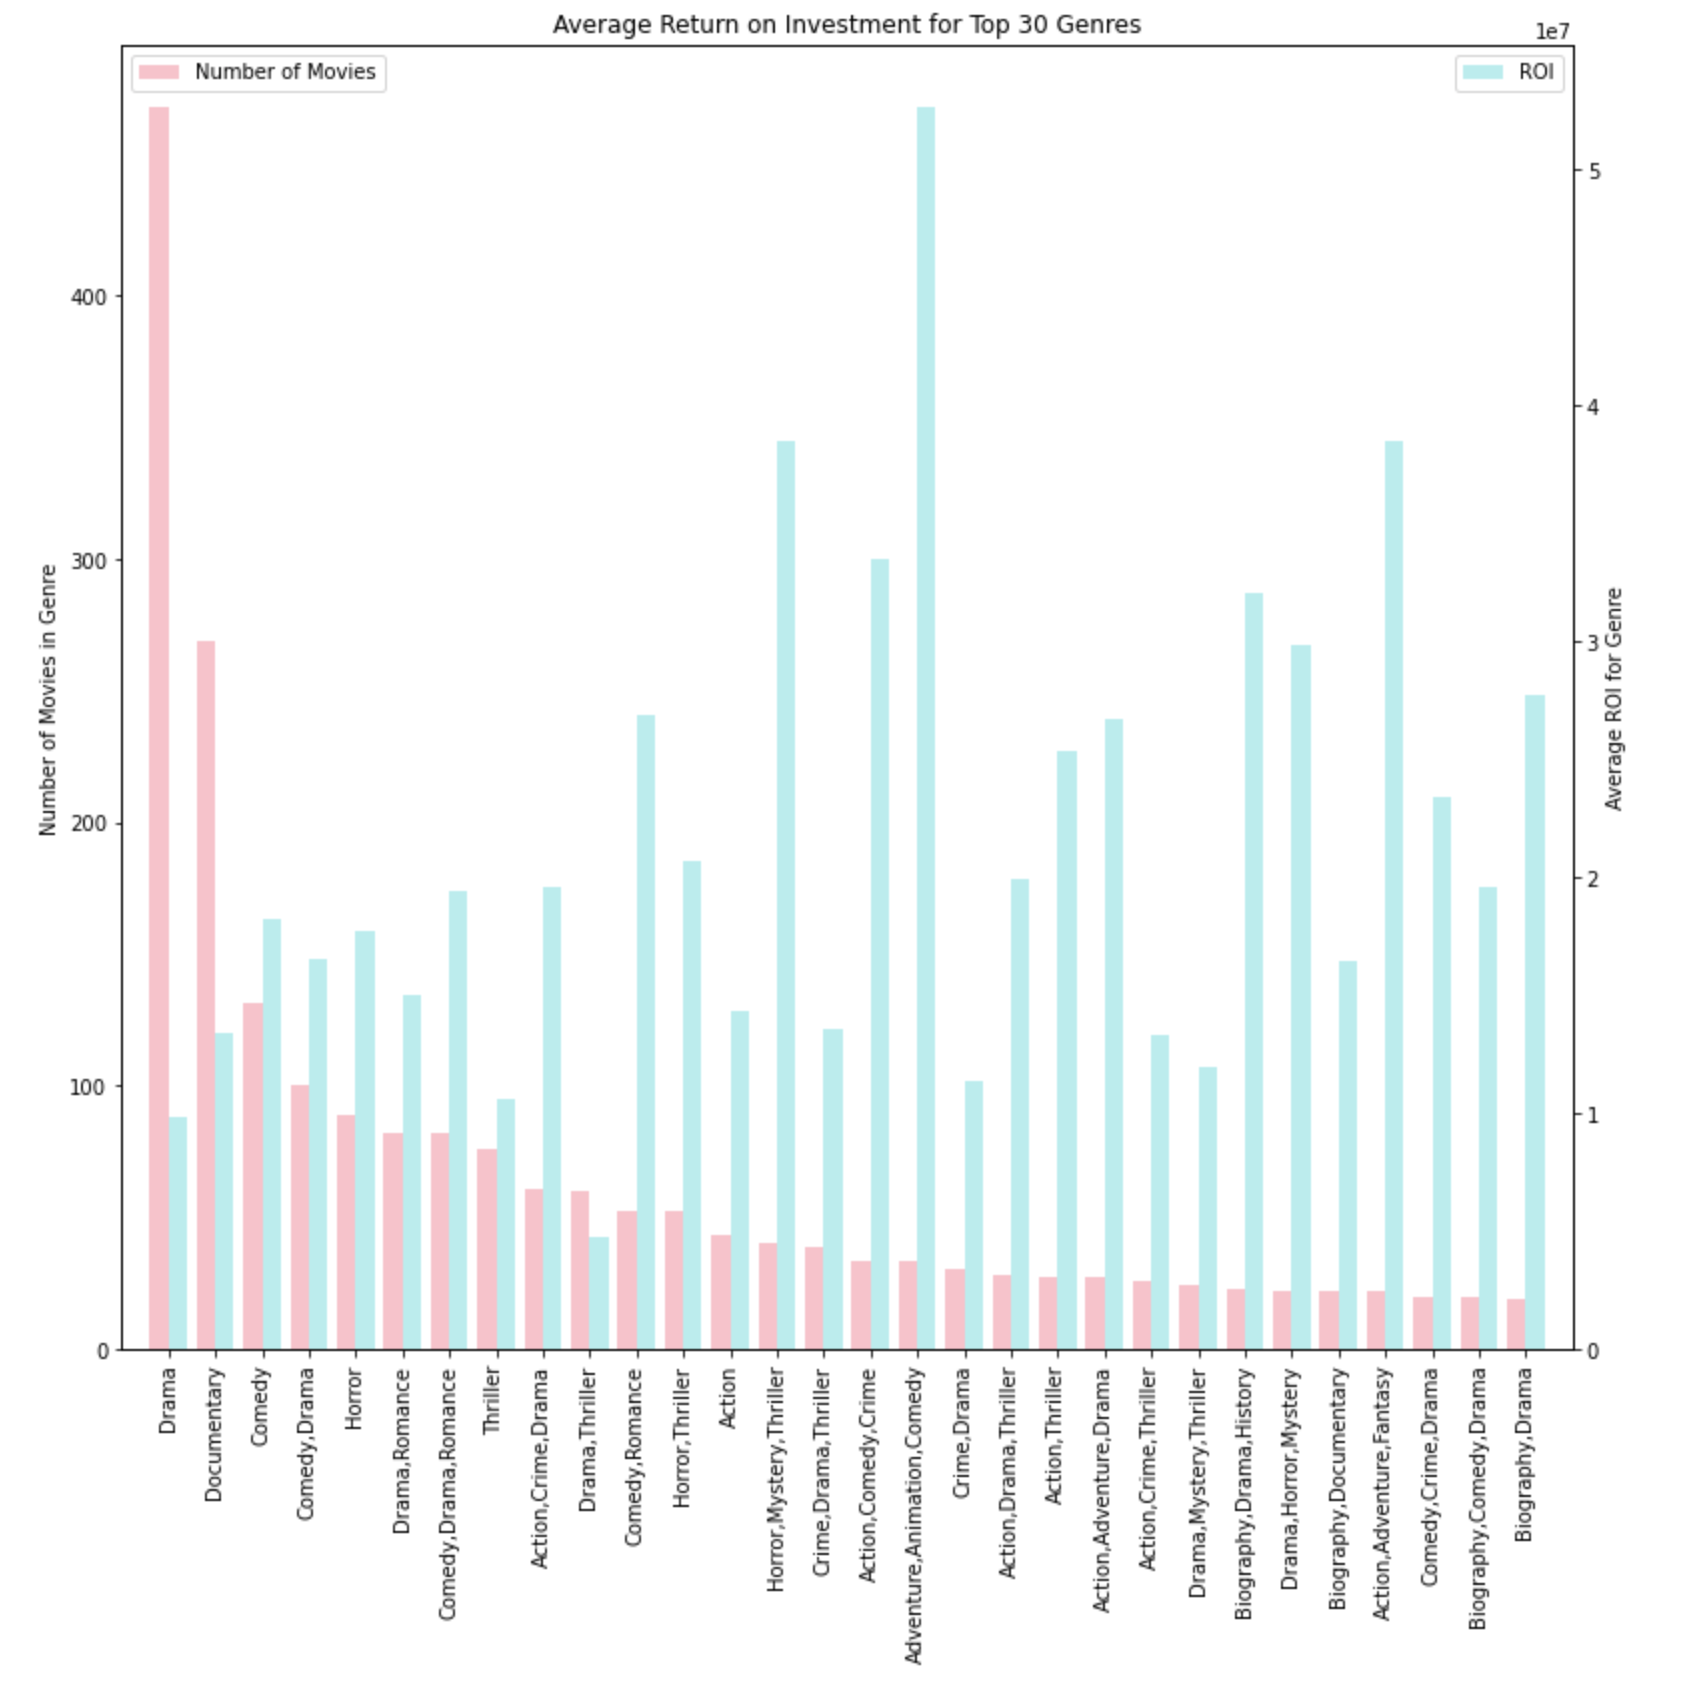 Average Return on Investment for Top 30 Genres
1e7
Number of Movies
ROI
400
300
200
100
0
Number of Movies in Genre
5
4
3
2
1
0
Average ROI for Genre
Drama
Documentary
Comedy
Comedy,Drama
Horror
Drama,Romance
Comedy,Drama,Romance
Thriller
Action,Crime,Drama
Drama,Thriller
Comedy,Romance
Horror,Thriller
Action
Horror,Mystery,Thriller
Crime,Drama,Thriller
Action,Comedy,Crime
Adventure,Animation,Comedy
Crime,Drama
Action,Drama,Thriller
Action,Thriller
Action,Adventure,Drama
Action,Crime,Thriller
Drama,Mystery,Thriller
Biography,Drama,History
Drama,Horror,Mystery
Biography,Documentary
Action,Adventure,Fantasy
Comedy,Crime,Drama
Biography,Comedy,Drama
Biography,Drama